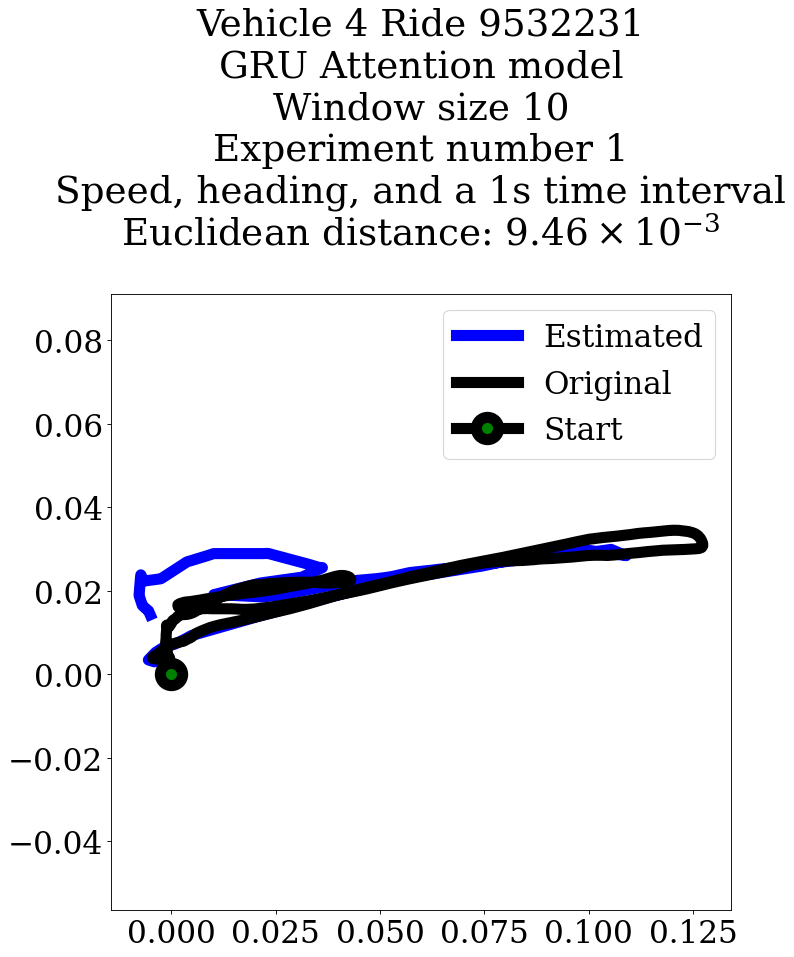 Vehicle 4 Ride 9532231
GRU Attention model
Window size 10
Experiment number 1
Speed, heading, and a 1s time interval
Euclidean distance: 9.46 × 10⁻³
Estimated
Original
Start
0.08
0.06
0.04
0.02
0.00
−0.02
−0.04
0.000 0.025 0.050 0.075 0.100 0.125